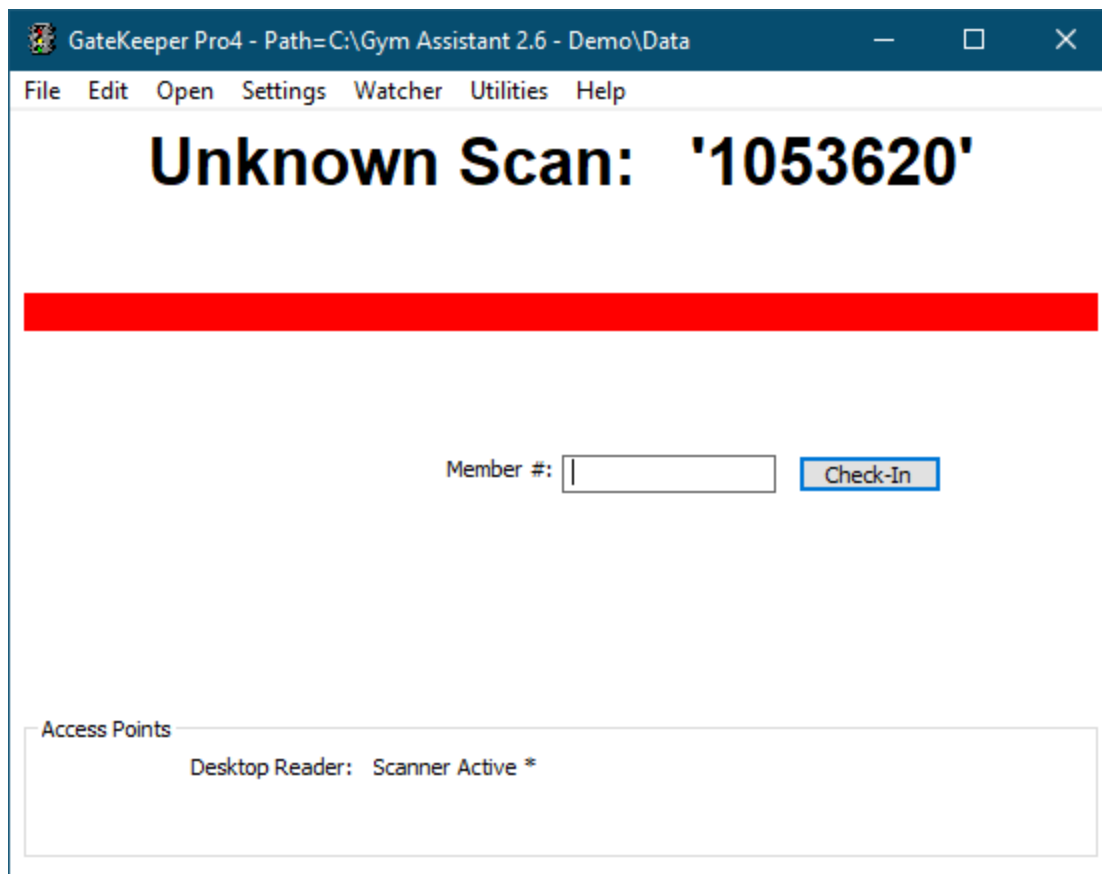 GateKeeper Pro4 - Path=C:\Gym Assistant 2.6 - Demo\Data
File Edit Open Settings Watcher Utilities Help
Unknown Scan: '1053620'
Member #: Check-In
Access Points
Desktop Reader: Scanner Active *